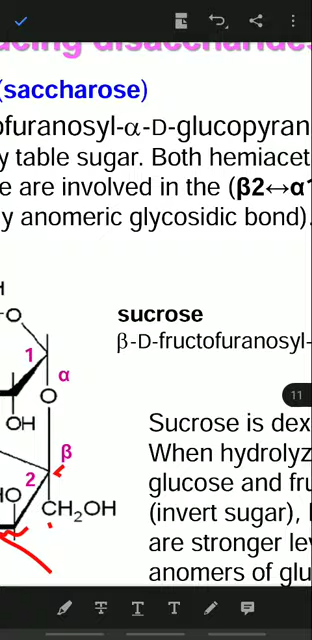 ucing disaccharides
(saccharose)
ofuranosyl-α-D-glucopyran
y table sugar. Both hemiacet
e are involved in the (β2↔α1
y anomeric glycosidic bond).
H
O
sucrose
β-D-fructofuranosyl-
1
α
O
11
OH
Sucrose is dex
β
When hydrolyz
2
glucose and fru
HO
CH₂OH
(invert sugar), l
are stronger lev
anomers of glu